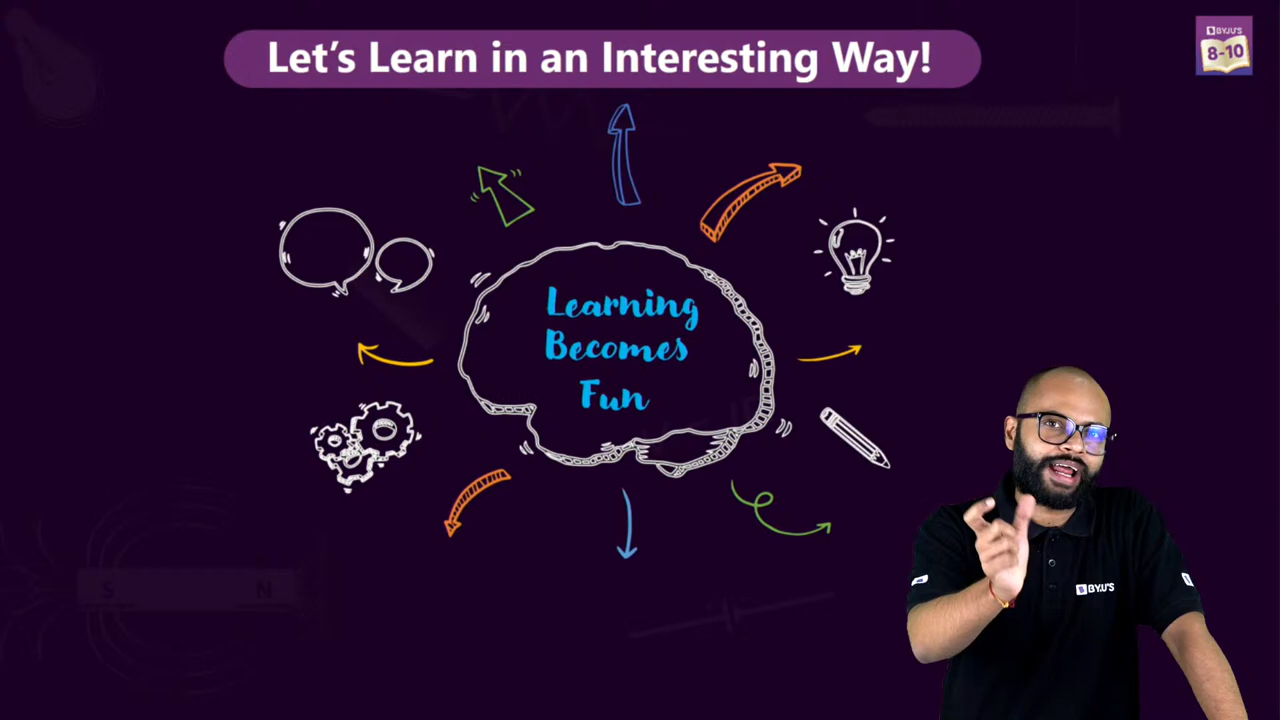 Let's Learn in an Interesting Way!
BYJU'S
8-10
Learning
Becomes
Fun
S
N
BYJU'S